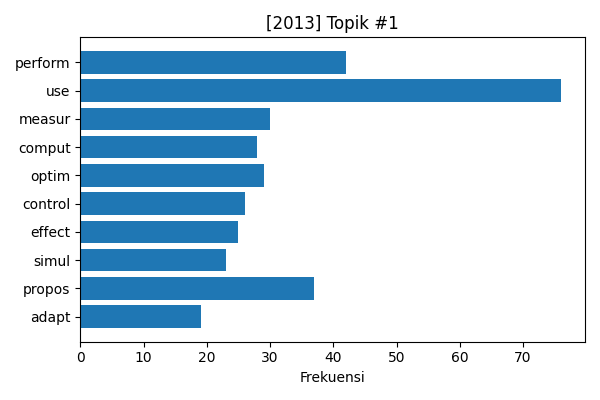 [2013] Topik #1
perform
use
measur
comput
optim
control
effect
simul
propos
adapt
0 10 20 30 40 50 60 70
Frekuensi